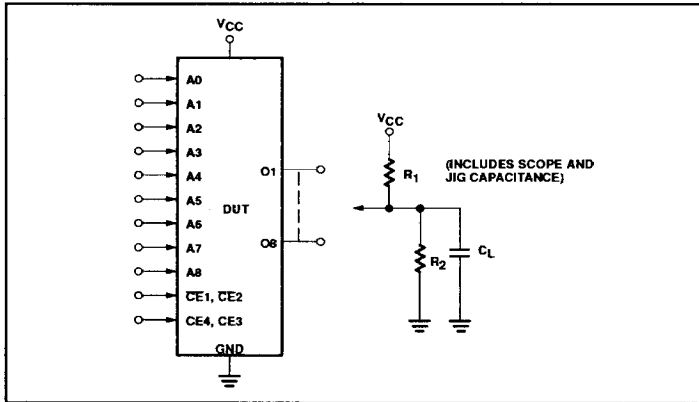 VCC
A0
A1
A2
A3
A4
A5
A6
A7
A8
CE1, CE2
CE4, CE3
DUT
O1
O8
GND
VCC
R1
(INCLUDES SCOPE AND
JIG CAPACITANCE)
R2
CL